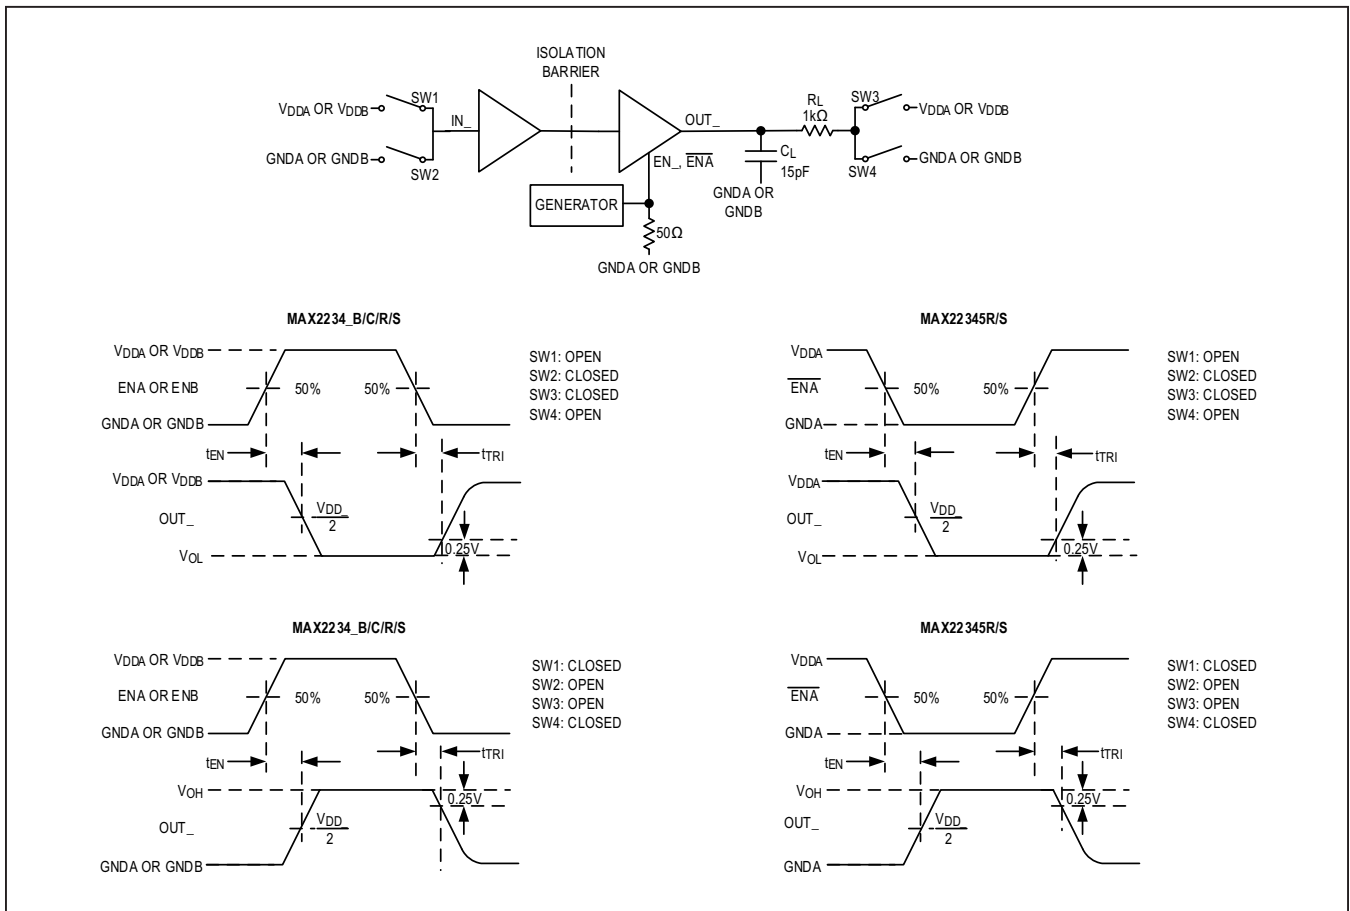 ISOLATION
BARRIER
VDDA OR VDDB
SW1
IN_
GNDA OR GNDB
SW2
OUT_
EN_, ENA
GENERATOR
50Ω
GNDA OR GNDB
CL
15pF
GNDA OR
GNDB
RL
1kΩ
SW3
VDDA OR VDDB
SW4
GNDA OR GNDB
MAX2234_B/C/R/S
VDDA OR VDDB
ENA OR ENB
50%
50%
GNDA OR GNDB
tEN
tTRI
VDDA OR VDDB
OUT_
VDD_
2
0.25V
VOL
SW1: OPEN
SW2: CLOSED
SW3: CLOSED
SW4: OPEN
MAX22345R/S
VDDA
ENA
50%
50%
GNDA
tEN
tTRI
VDDA
OUT_
VDD_
2
0.25V
VOL
SW1: OPEN
SW2: CLOSED
SW3: CLOSED
SW4: OPEN
MAX2234_B/C/R/S
VDDA OR VDDB
ENA OR ENB
50%
50%
GNDA OR GNDB
tEN
tTRI
VOH
0.25V
OUT_
VDD_
2
GNDA OR GNDB
SW1: CLOSED
SW2: OPEN
SW3: OPEN
SW4: CLOSED
MAX22345R/S
VDDA
ENA
50%
50%
GNDA
tEN
tTRI
VOH
0.25V
OUT_
VDD_
2
GNDA
SW1: CLOSED
SW2: OPEN
SW3: OPEN
SW4: CLOSED